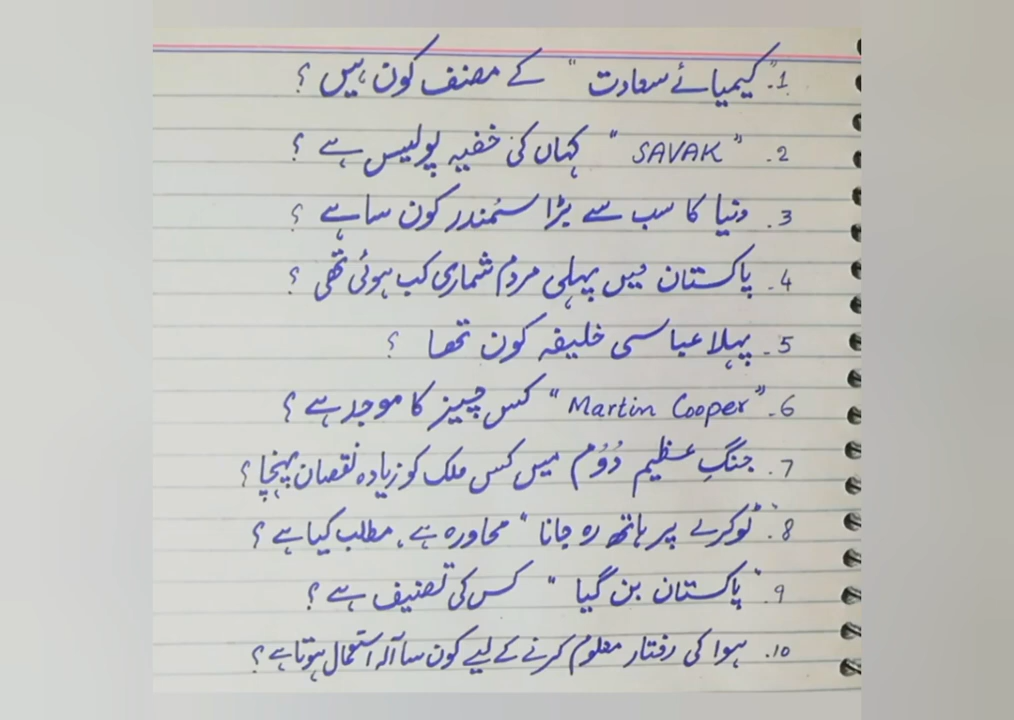 1. "کیمیائے سعادت" کے مصنف کون ہیں؟
2. "SAVAK" کہاں کی خفیہ پولیس ہے؟
3. دنیا کا سب سے بڑا سمُندر کون سا ہے؟
4. پاکستان میں پہلی مردم شماری کب ہوئی تھی؟
5. پہلا عباسی خلیفہ کون تھا؟
6. "Martin Cooper" کس چیز کا موجد ہے؟
7. جنگِ عظیم دُوُم میں کس ملک کو زیادہ نقصان پہنچا؟
8. "ٹوکرے پر ہاتھ رہ جانا" محاورہ ہے، مطلب کیا ہے؟
9. "پاکستان بن گیا" کس کی تصنیف ہے؟
10. ہوا کی رفتار معلوم کرنے کے لیے کون سا آلہ استعمال ہوتا ہے؟